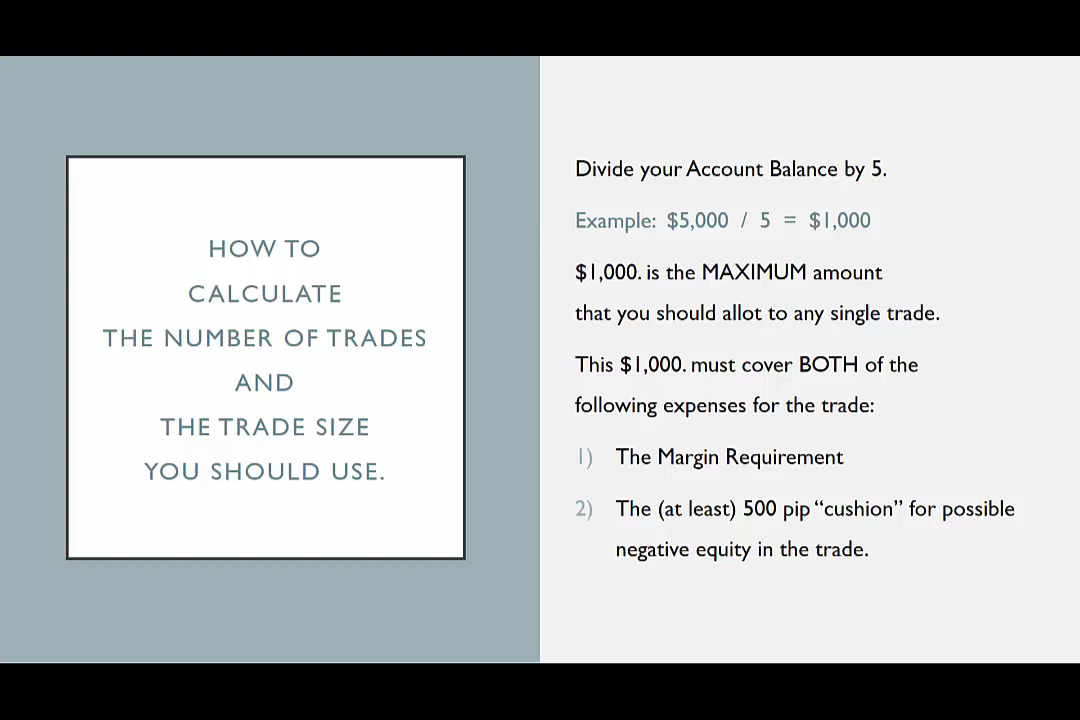 HOW TO
CALCULATE
THE NUMBER OF TRADES
AND
THE TRADE SIZE
YOU SHOULD USE.
Divide your Account Balance by 5.
Example: $5,000 / 5 = $1,000
$1,000. is the MAXIMUM amount
that you should allot to any single trade.
This $1,000. must cover BOTH of the
following expenses for the trade:
1) The Margin Requirement
2) The (at least) 500 pip “cushion” for possible
negative equity in the trade.